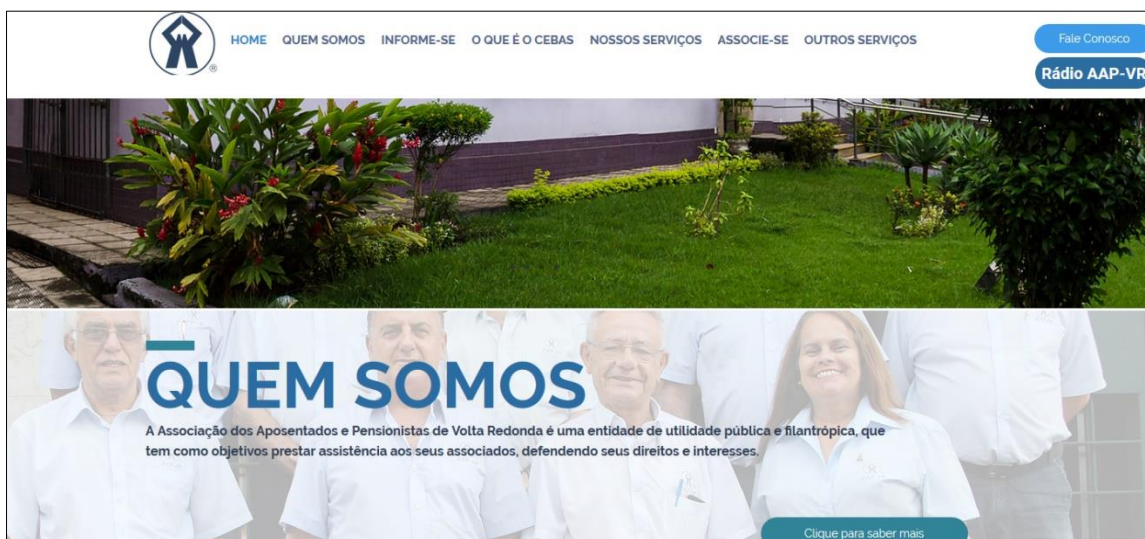 HOME QUEM SOMOS INFORME-SE O QUE É O CEBAS NOSSOS SERVIÇOS ASSOCIE-SE OUTROS SERVIÇOS
Fale Conosco
Rádio AAP-VR
®
QUEM SOMOS
A Associação dos Aposentados e Pensionistas de Volta Redonda é uma entidade de utilidade pública e filantrópica, que
tem como objetivos prestar assistência aos seus associados, defendendo seus direitos e interesses.
Clique para saber mais